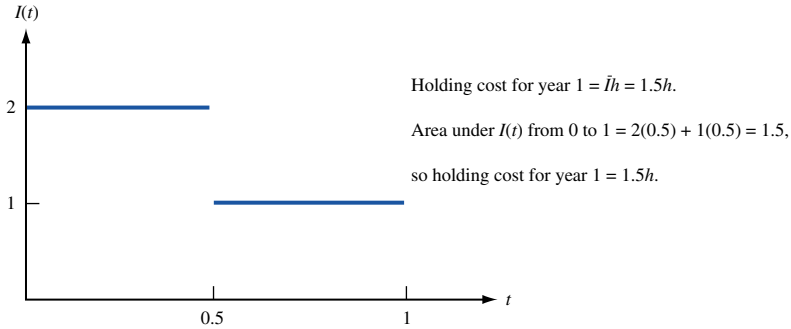 I(t)
2
1
0.5
1
t
Holding cost for year 1 = Īh = 1.5h.
Area under I(t) from 0 to 1 = 2(0.5) + 1(0.5) = 1.5,
so holding cost for year 1 = 1.5h.